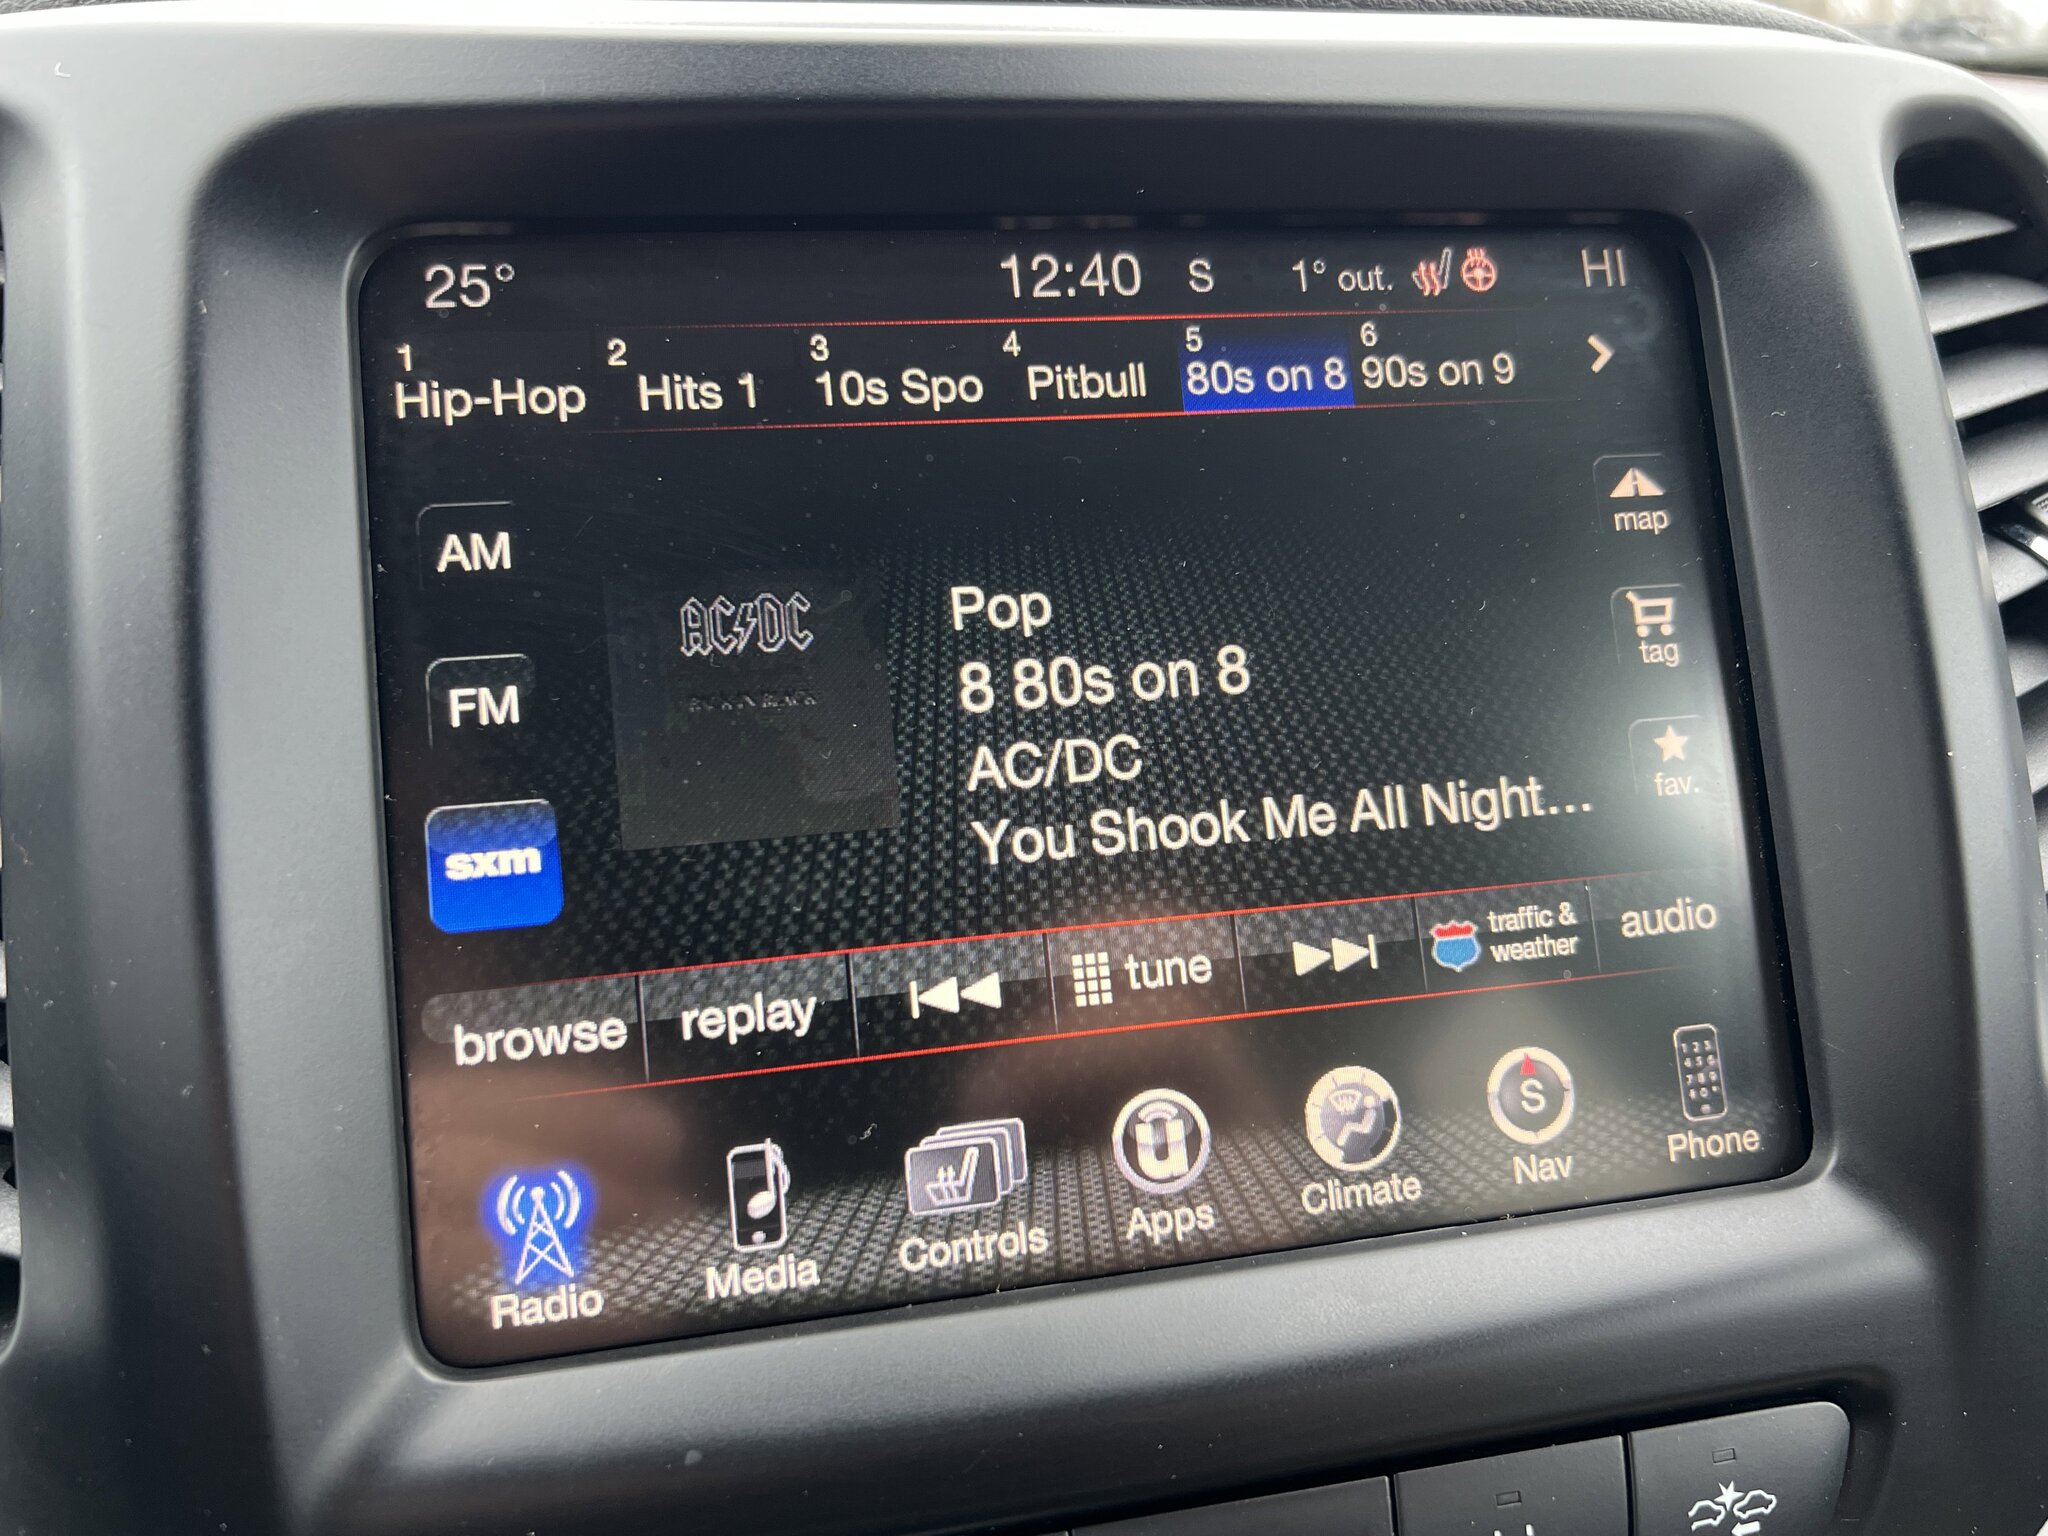 25° 12:40 S 1° out. HI
1 2 3 4 5 6
Hip-Hop Hits 1 10s Spo Pitbull 80s on 8 90s on 9
map
AM
AC/DC
BACK IN BLACK
Pop
tag
FM
8 80s on 8
AC/DC
fav.
You Shook Me All Night...
sxm
browse replay tune traffic & weather audio
S
Radio Media Controls Apps Climate Nav Phone